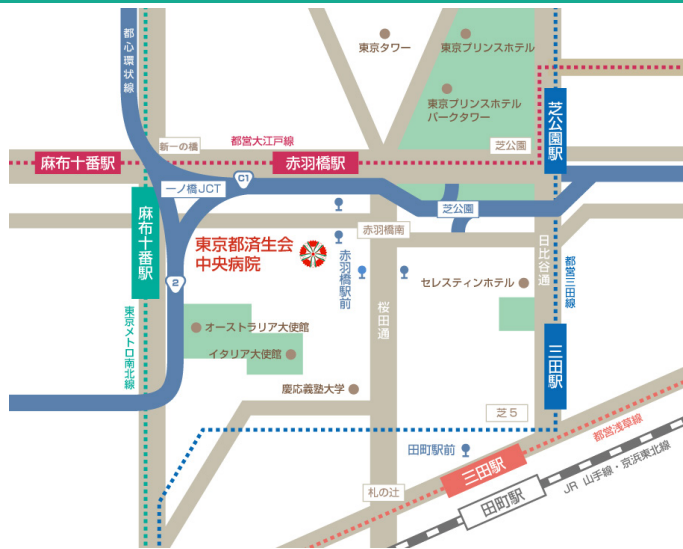 都心環状線
東京タワー
東京プリンスホテル
東京プリンスホテル
パークタワー
芝公園駅
新一の橋
都営大江戸線
芝公園
麻布十番駅
赤羽橋駅
C1
一ノ橋JCT
麻布十番駅
芝公園
赤羽橋南
東京都済生会
中央病院
赤羽橋駅前
日比谷通
都営三田線
2
セレスティンホテル
桜田通
東京メトロ南北線
オーストラリア大使館
イタリア大使館
三田駅
慶応義塾大学
芝5
都営浅草線
田町駅前
三田駅
札の辻
田町駅
JR 山手線・京浜東北線